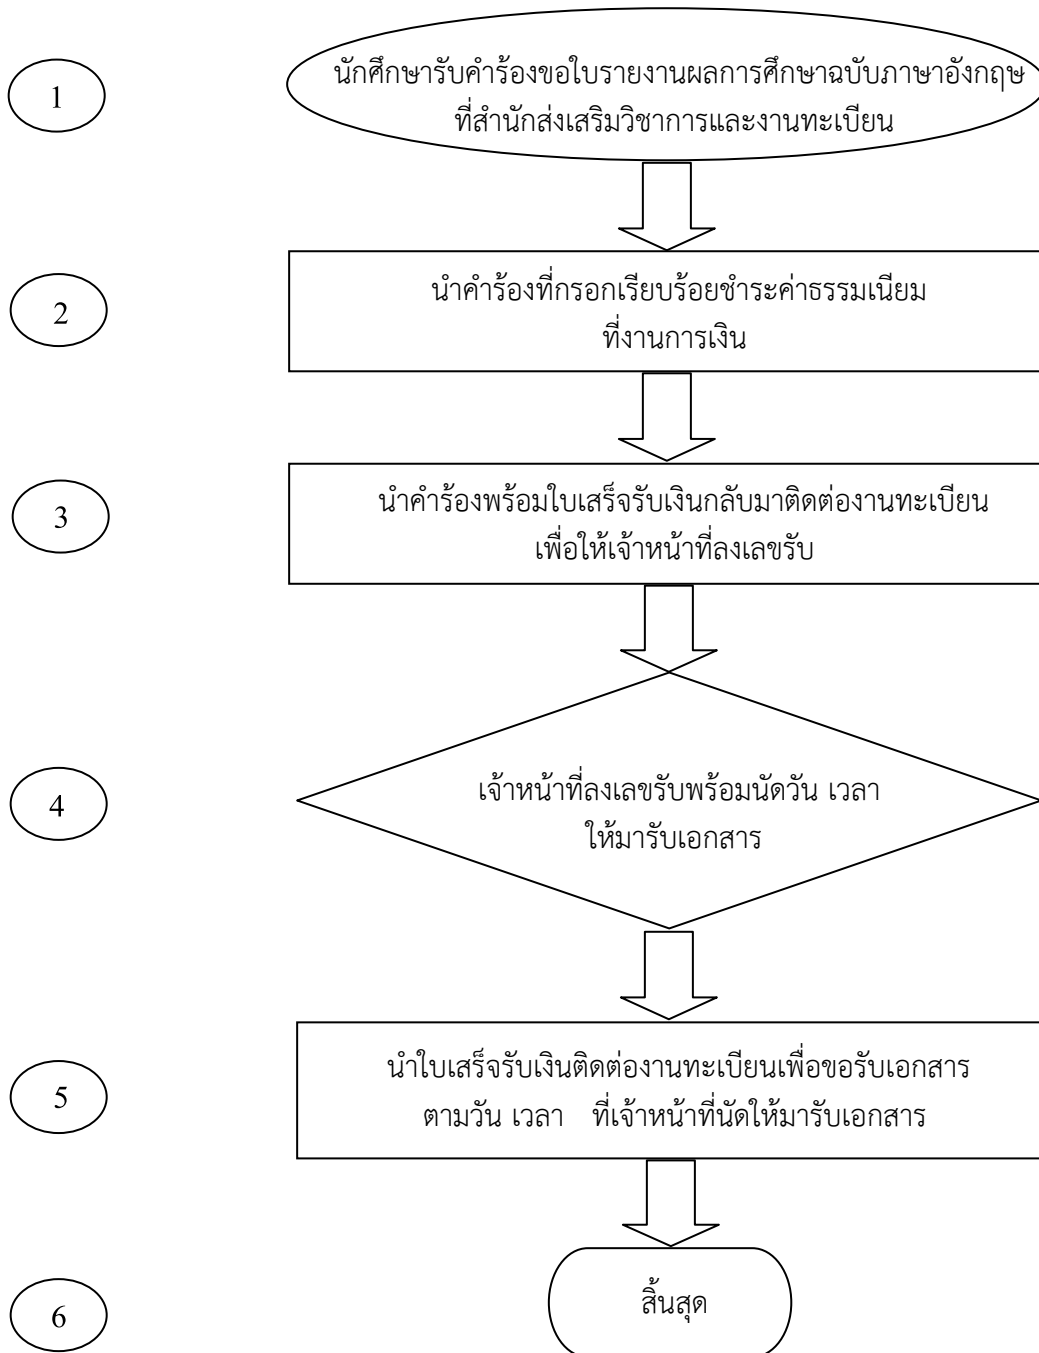 1
นักศึกษารับคำร้องขอใบรายงานผลการศึกษาฉบับภาษาอังกฤษ
ที่สำนักส่งเสริมวิชาการและงานทะเบียน
2
นำคำร้องที่กรอกเรียบร้อยชำระค่าธรรมเนียม
ที่งานการเงิน
3
นำคำร้องพร้อมใบเสร็จรับเงินกลับมาติดต่องานทะเบียน
เพื่อให้เจ้าหน้าที่ลงเลขรับ
4
เจ้าหน้าที่ลงเลขรับพร้อมนัดวัน เวลา
ให้มารับเอกสาร
5
นำใบเสร็จรับเงินติดต่องานทะเบียนเพื่อขอรับเอกสาร
ตามวัน เวลา ที่เจ้าหน้าที่นัดให้มารับเอกสาร
6
สิ้นสุด